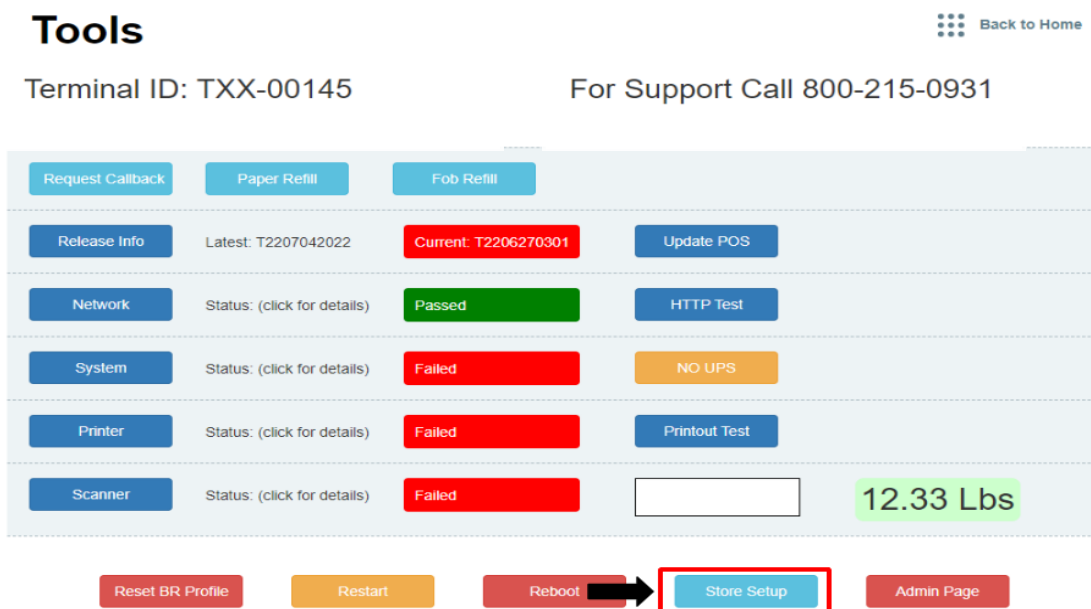 Tools
Back to Home
Terminal ID: TXX-00145
For Support Call 800-215-0931
Request Callback
Paper Refill
Fob Refill
Release Info
Latest: T2207042022
Current: T2206270301
Update POS
Network
Status: (click for details)
Passed
HTTP Test
System
Status: (click for details)
Failed
NO UPS
Printer
Status: (click for details)
Failed
Printout Test
Scanner
Status: (click for details)
Failed
12.33 Lbs
Reset BR Profile
Restart
Reboot
Store Setup
Admin Page